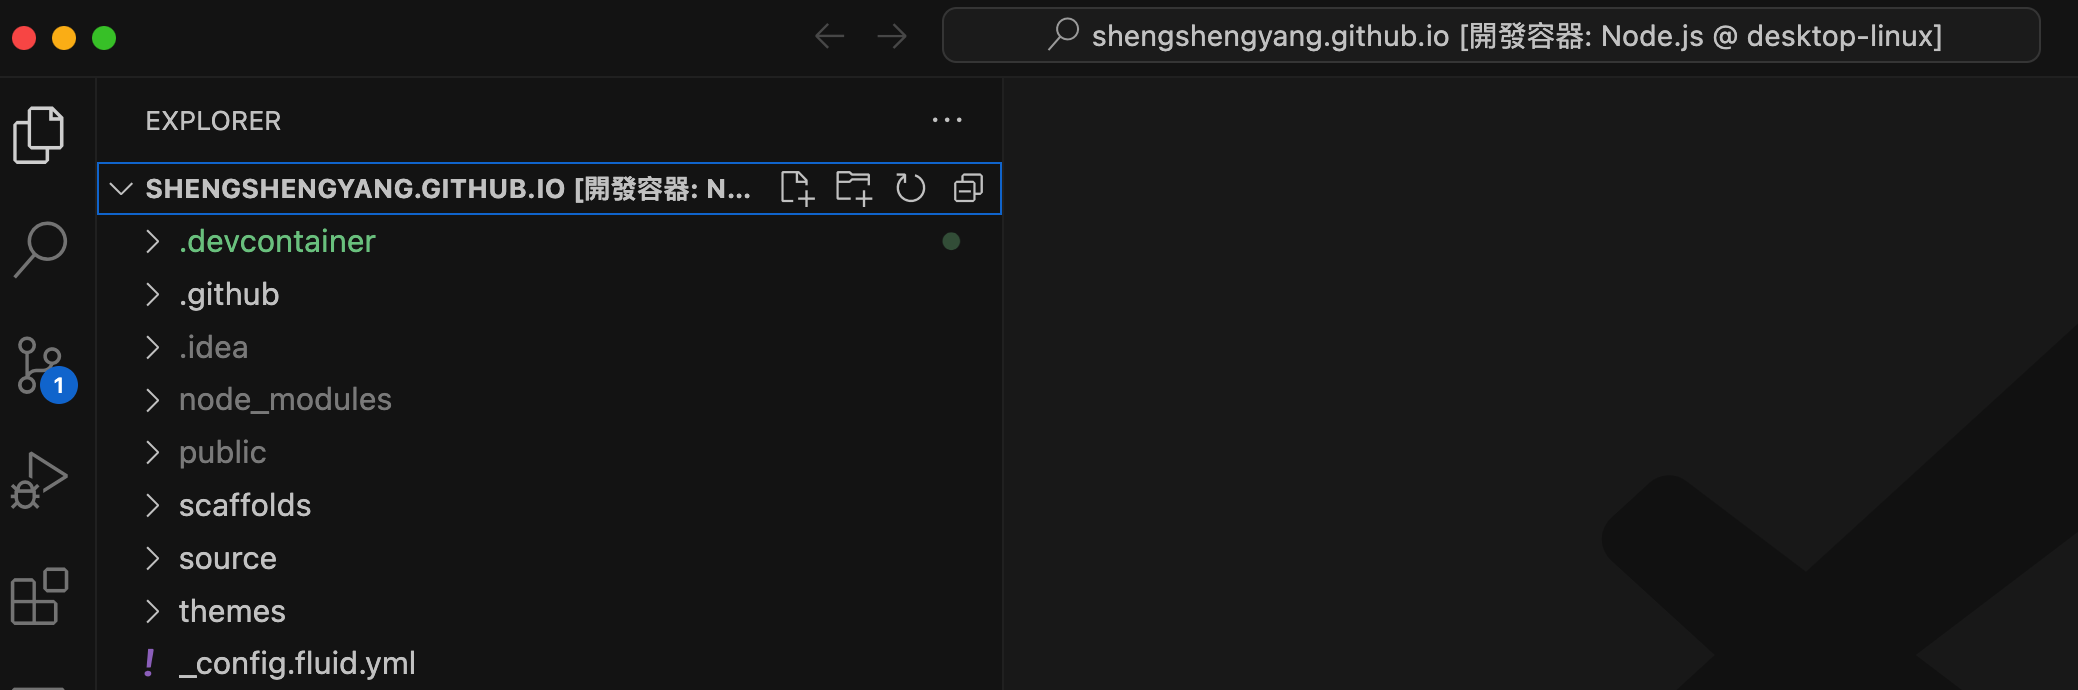 shengshengyang.github.io [開發容器: Node.js @ desktop-linux]
EXPLORER
SHENGSHENGYANG.GITHUB.IO [開發容器: N...
.devcontainer
.github
.idea
1
node_modules
public
scaffolds
source
themes
! _config.fluid.yml